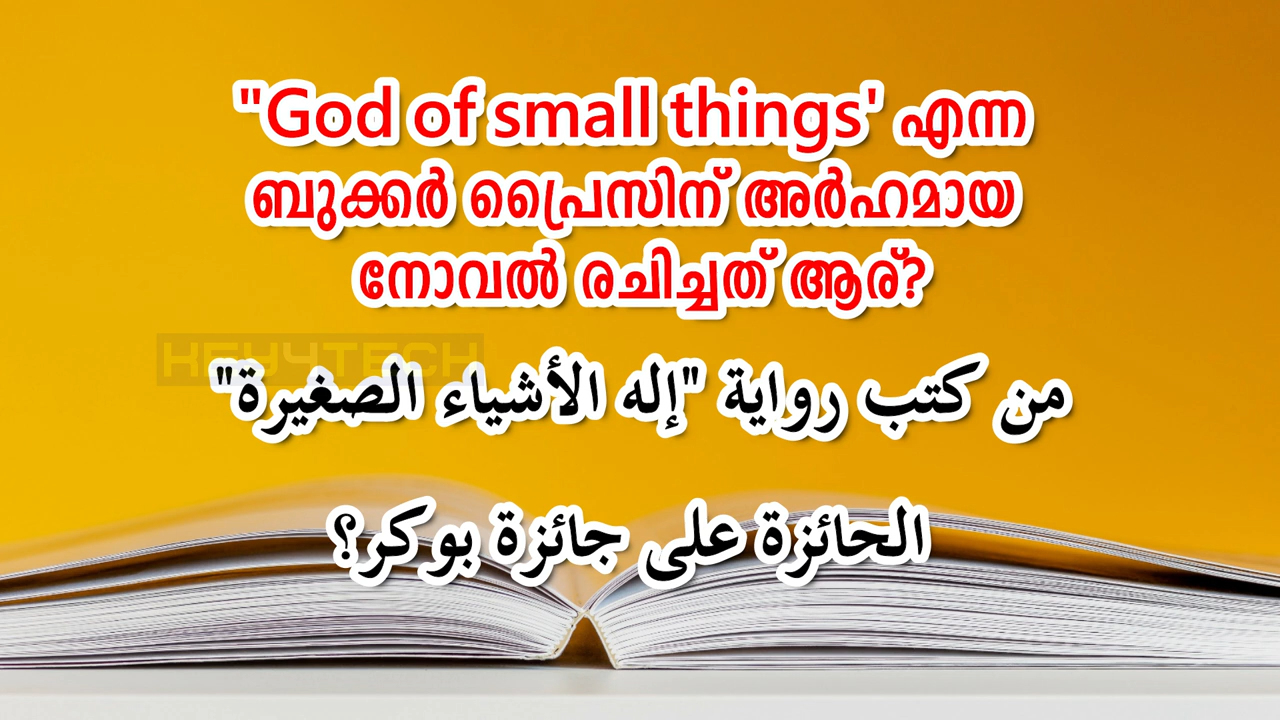 "God of small things' എന്ന
ബുക്കർ പ്രൈസിന് അർഹമായ
നോവൽ രചിച്ചത് ആര്?
KEY4TECH
من كتب رواية "إله الأشياء الصغيرة"
الحائزة على جائزة بوكر؟